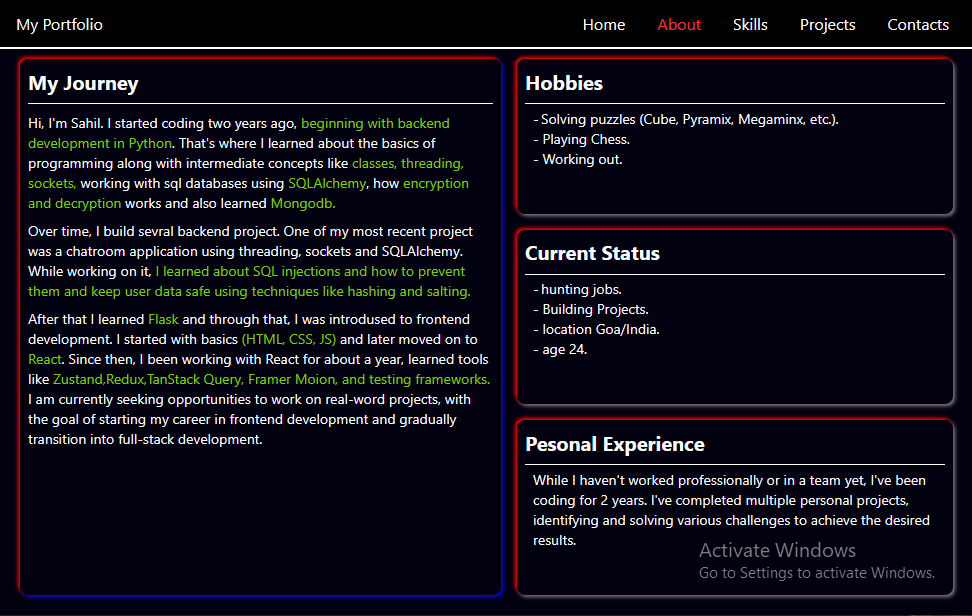 My Portfolio
Home About Skills Projects Contacts
My Journey
Hi, I'm Sahil. I started coding two years ago, beginning with backend
development in Python. That's where I learned about the basics of
programming along with intermediate concepts like classes, threading,
sockets, working with sql databases using SQLAlchemy, how encryption
and decryption works and also learned Mongodb.
Over time, I build sevral backend project. One of my most recent project
was a chatroom application using threading, sockets and SQLAlchemy.
While working on it, I learned about SQL injections and how to prevent
them and keep user data safe using techniques like hashing and salting.
After that I learned Flask and through that, I was introdused to frontend
development. I started with basics (HTML, CSS, JS) and later moved on to
React. Since then, I been working with React for about a year, learned tools
like Zustand,Redux,TanStack Query, Framer Moion, and testing frameworks.
I am currently seeking opportunities to work on real-word projects, with
the goal of starting my career in frontend development and gradually
transition into full-stack development.
Hobbies
- Solving puzzles (Cube, Pyramix, Megaminx, etc.).
- Playing Chess.
- Working out.
Current Status
- hunting jobs.
- Building Projects.
- location Goa/India.
- age 24.
Pesonal Experience
While I haven't worked professionally or in a team yet, I've been
coding for 2 years. I've completed multiple personal projects,
identifying and solving various challenges to achieve the desired
results.
Activate Windows
Go to Settings to activate Windows.